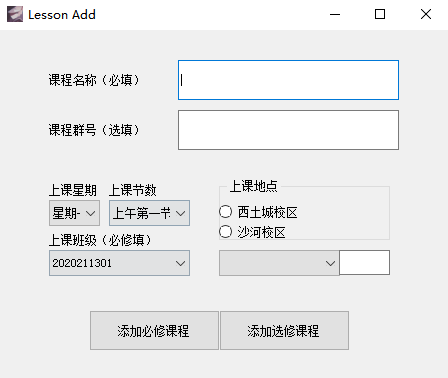 Lesson Add
课程名称（必填）
课程群号（选填）
上课星期 上课节数 上课地点
星期一 上午第一节 西土城校区
上课班级（必修填） 沙河校区
2020211301
添加必修课程 添加选修课程